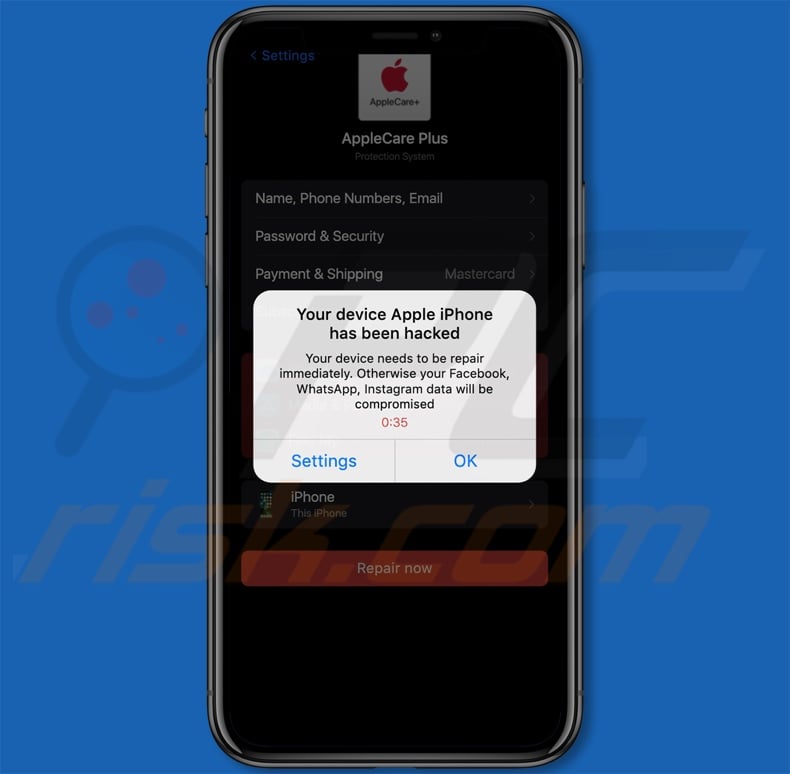 < Settings
AppleCare+
AppleCare Plus
Protection System
Name, Phone Numbers, Email
Password & Security
Payment & Shipping Mastercard
Your device Apple iPhone
has been hacked
Your device needs to be repair
immediately. Otherwise your Facebook,
WhatsApp, Instagram data will be
compromised
0:35
Settings OK
iPhone
This iPhone
risk.com
Repair now